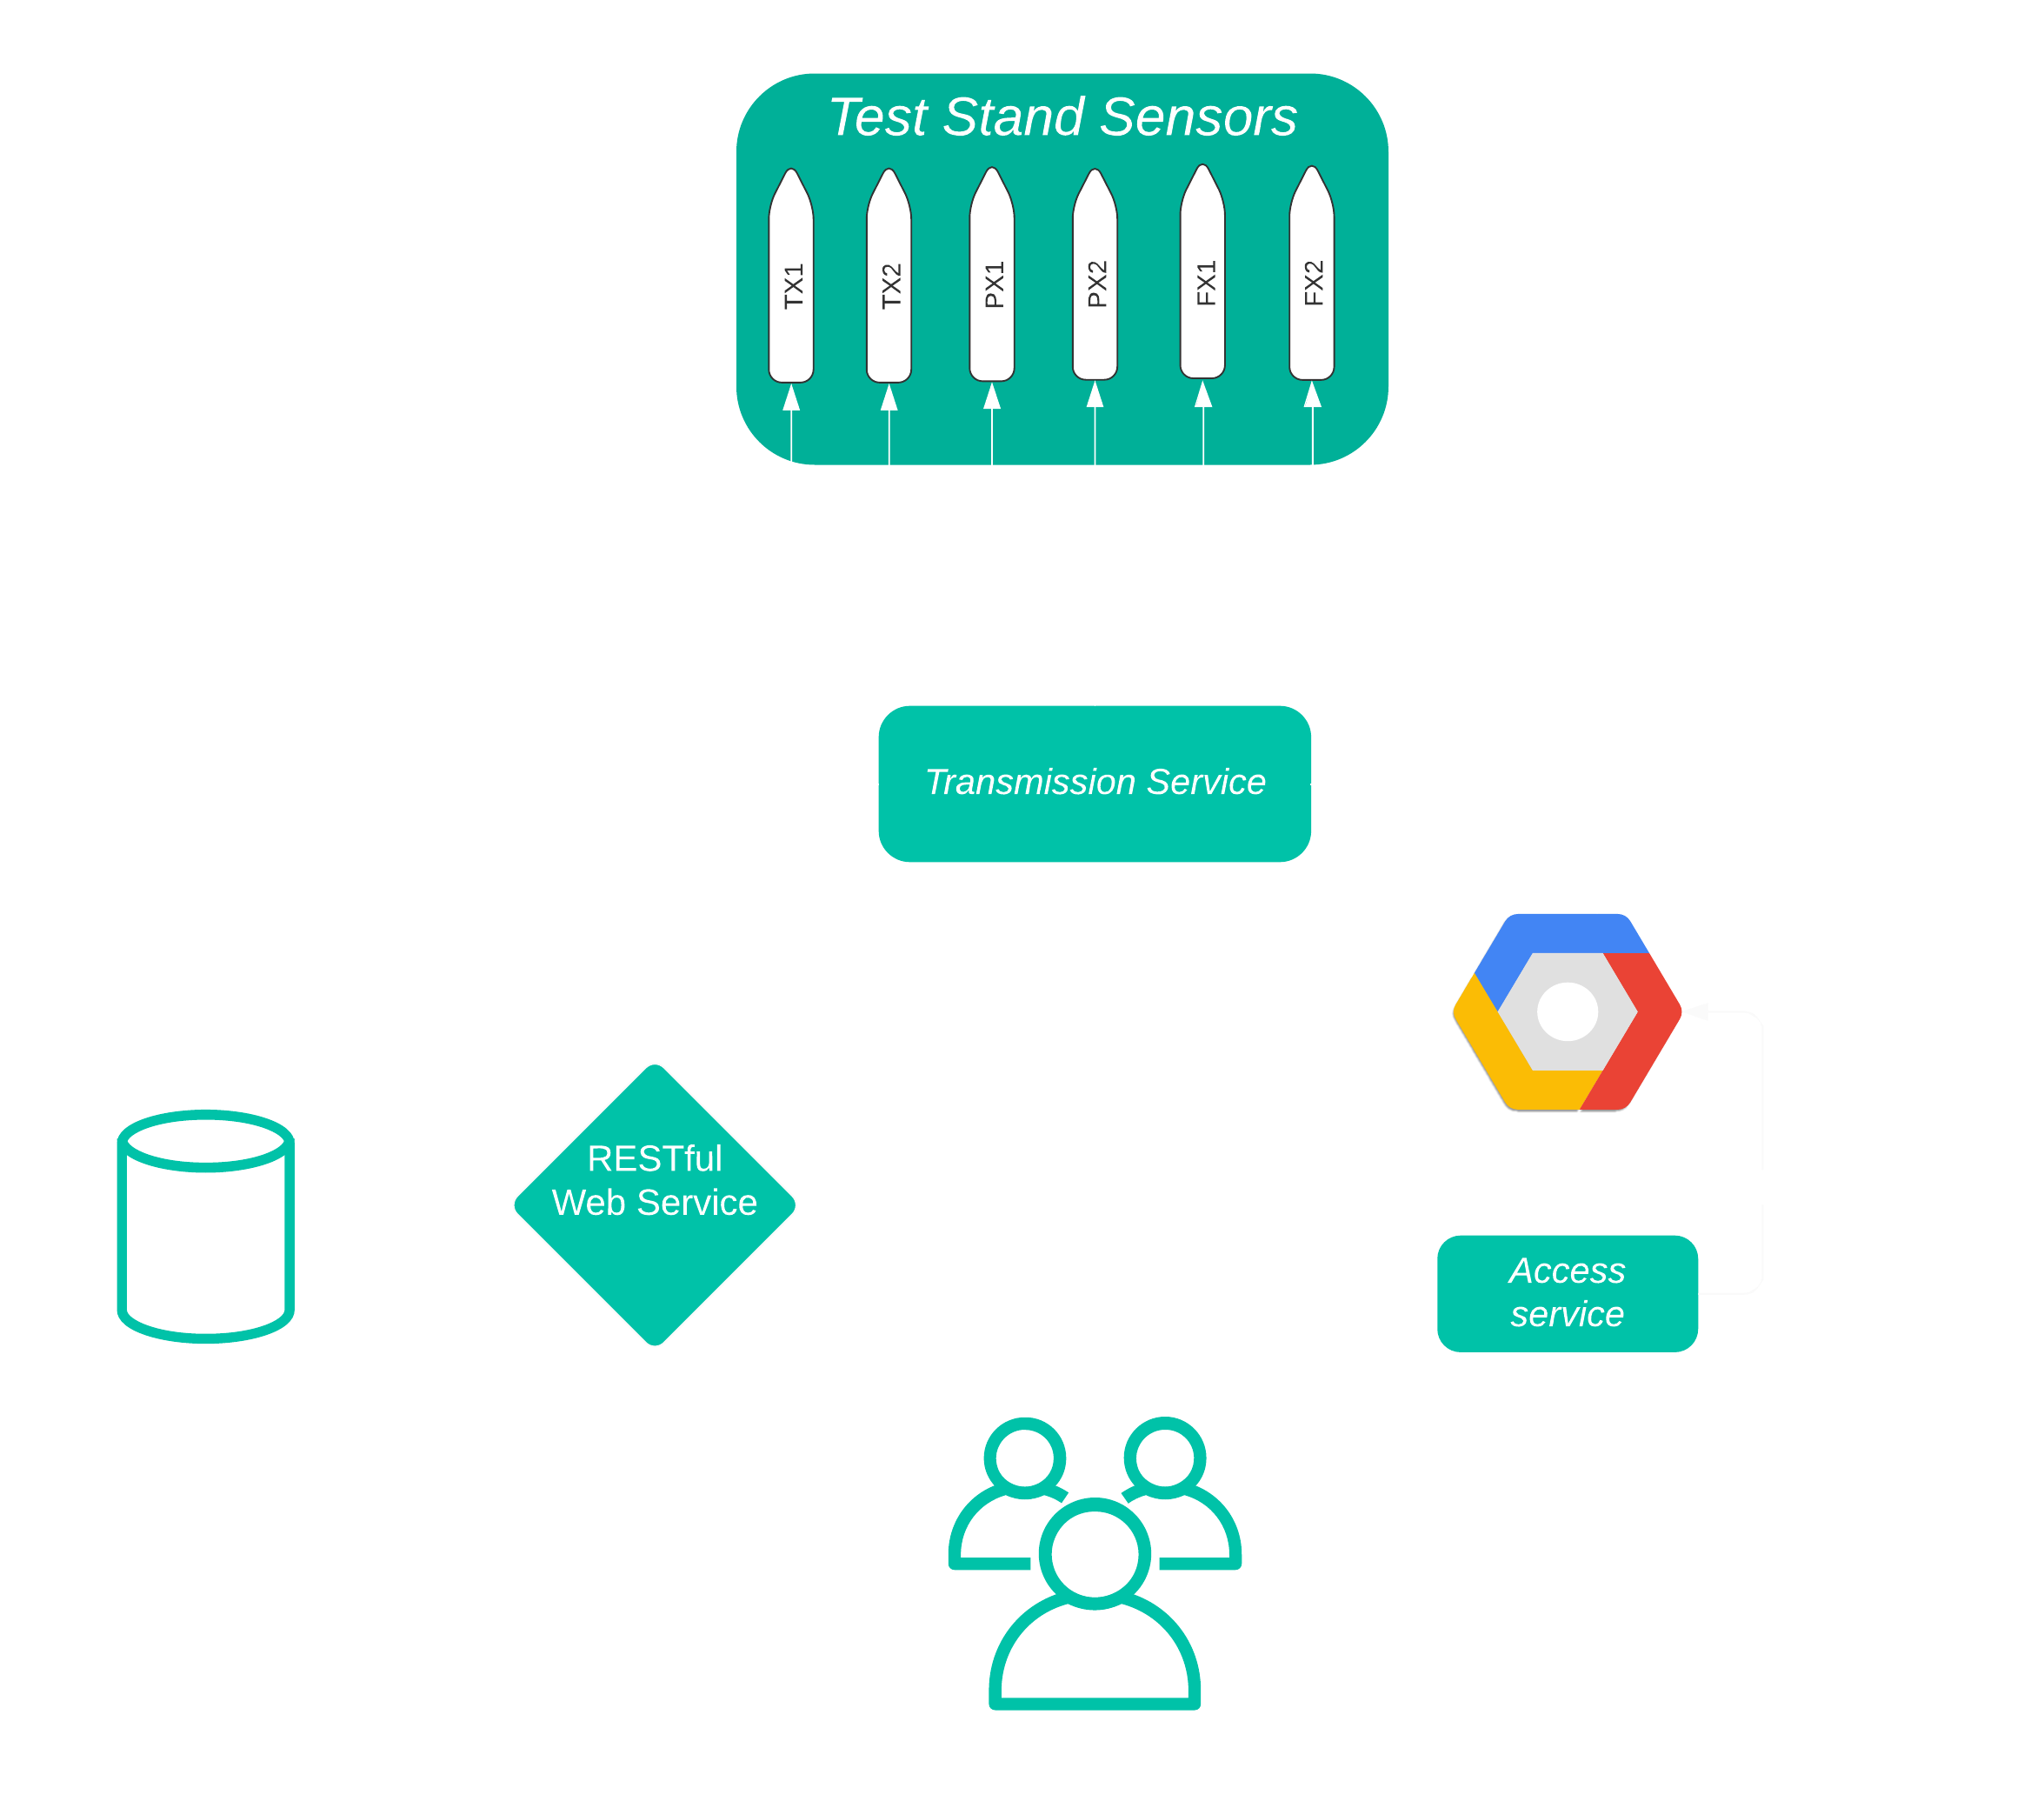 Test Stand Sensors
TX1
TX2
PX1
PX2
FX1
FX2
Transmission Service
RESTful
Web Service
Access
service